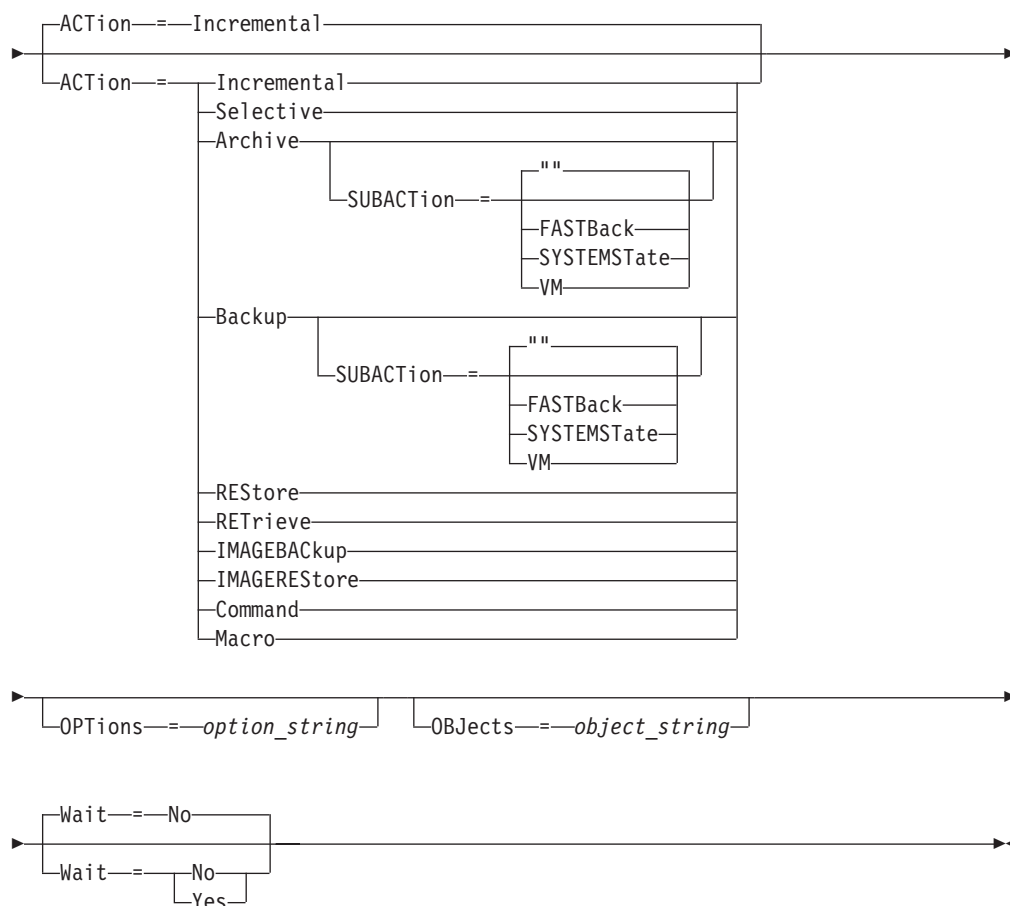 ACTion = Incremental
ACTion = Incremental
Selective
Archive
""
SUBACTion =
FASTBack
SYSTEMSTate
VM
Backup
""
SUBACTion =
FASTBack
SYSTEMSTate
VM
REStore
RETrieve
IMAGEBACkup
IMAGEREStore
Command
Macro
OPTions = option_string OBJects = object_string
Wait = No
Wait = No
Yes